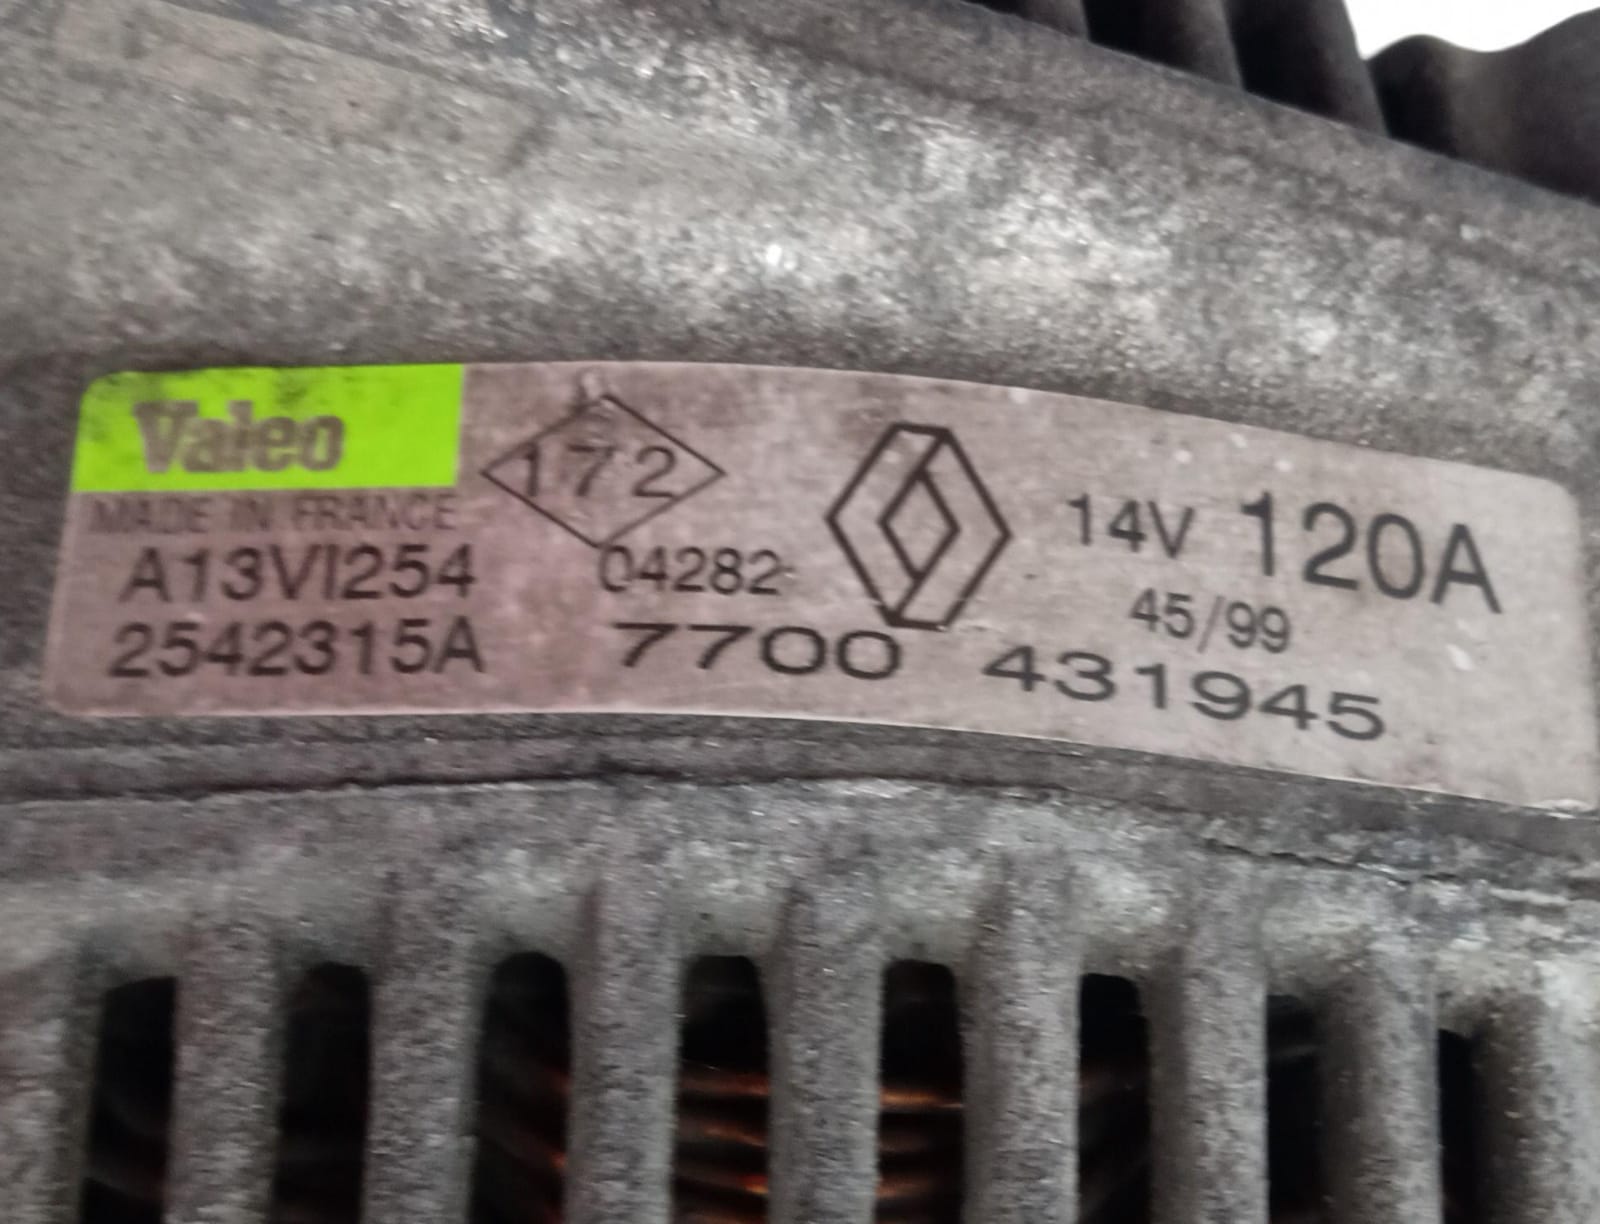 Valeo
172
MADE IN FRANCE
14V 120A
A13VI254
04282
45/99
2542315A
7700 431945